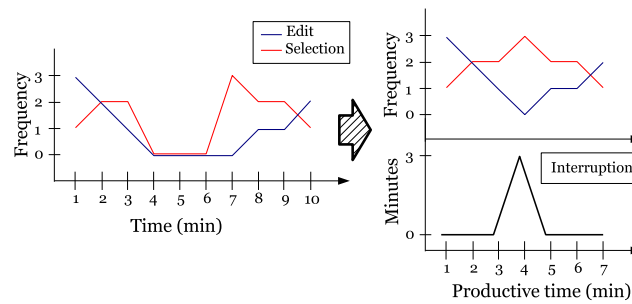 Edit
Selection
Frequency
3
2
1
0
1 2 3 4 5 6 7 8 9 10
Time (min)
Frequency
3
2
1
0
Minutes
3
0
Interruption
1 2 3 4 5 6 7
Productive time (min)